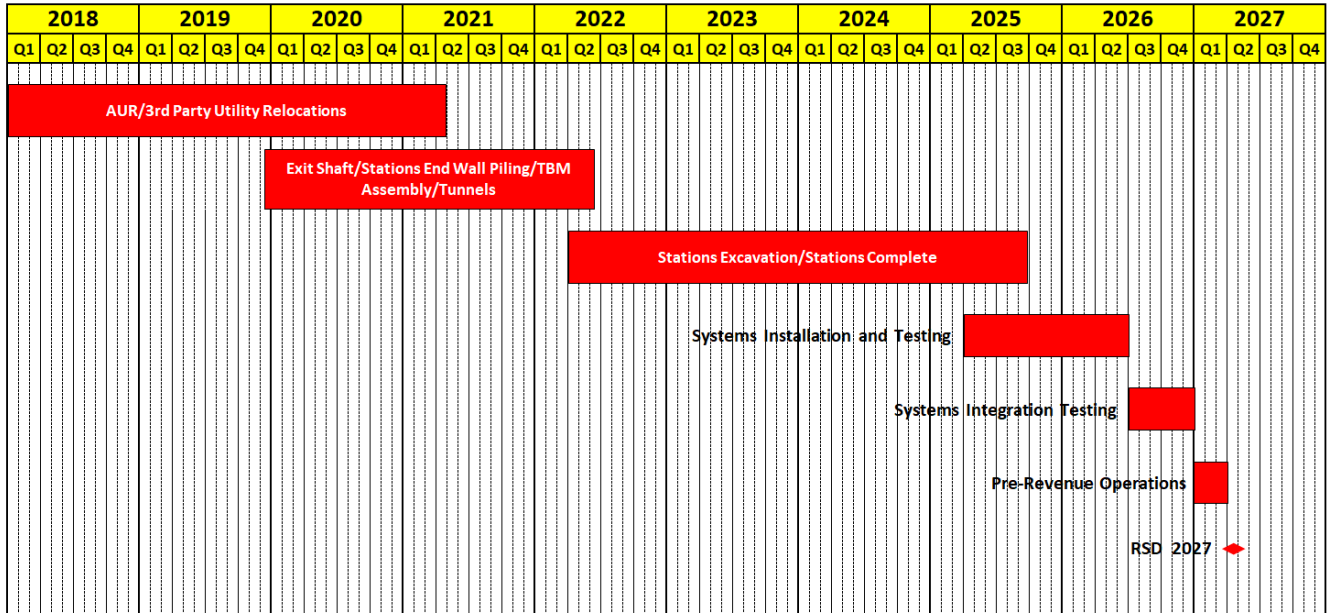 2018 2019 2020 2021 2022 2023 2024 2025 2026 2027
Q1 Q2 Q3 Q4 Q1 Q2 Q3 Q4 Q1 Q2 Q3 Q4 Q1 Q2 Q3 Q4 Q1 Q2 Q3 Q4 Q1 Q2 Q3 Q4 Q1 Q2 Q3 Q4 Q1 Q2 Q3 Q4 Q1 Q2 Q3 Q4 Q1 Q2 Q3 Q4
AUR/3rd Party Utility Relocations
Exit Shaft/Stations End Wall Piling/TBM
Assembly/Tunnels
Stations Excavation/Stations Complete
Systems Installation and Testing
Systems Integration Testing
Pre-Revenue Operations
RSD 2027